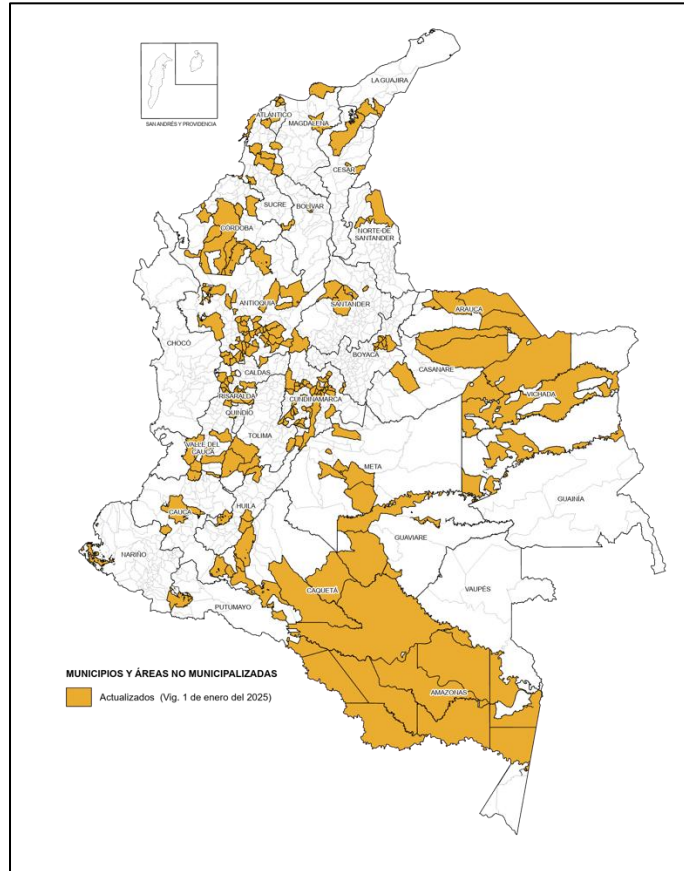 LA GUAJIRA
ATLÁNTICO
MAGDALENA
SAN ANDRÉS Y PROVIDENCIA
CESAR
SUCRE
BOLÍVAR
NORTE DE
SANTANDER
CÓRDOBA
ANTIOQUIA
SANTANDER
ARAUCA
CHOCÓ
BOYACÁ
CASANARE
CALDAS
RISARALDA
CUNDINAMARCA
VICHADA
QUINDÍO
TOLIMA
VALLE DEL
CAUCA
META
GUAINÍA
CAUCA
HUILA
GUAVIARE
NARIÑO
VAUPÉS
CAQUETÁ
PUTUMAYO
MUNICIPIOS Y ÁREAS NO MUNICIPALIZADAS
Actualizados (Vig. 1 de enero del 2025)
AMAZONAS